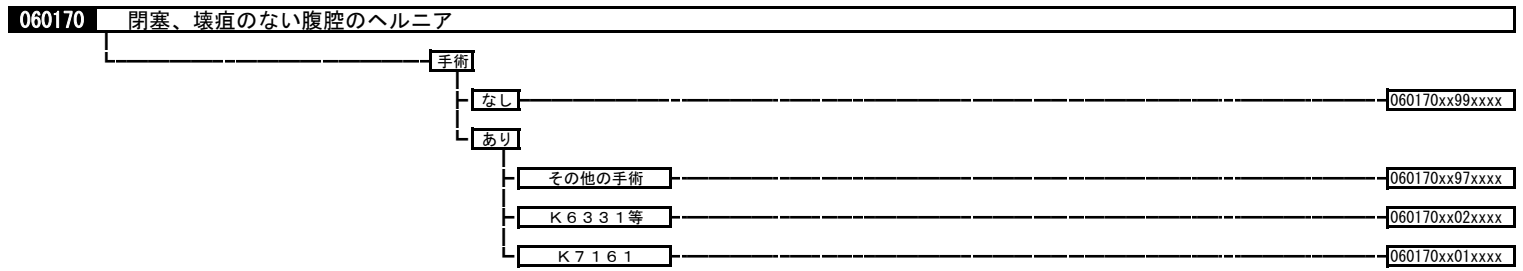 060170 閉塞、壊疽のない腹腔のヘルニア
手術
なし 060170xx99xxxx
あり
その他の手術 060170xx97xxxx
K6331等 060170xx02xxxx
K7161 060170xx01xxxx